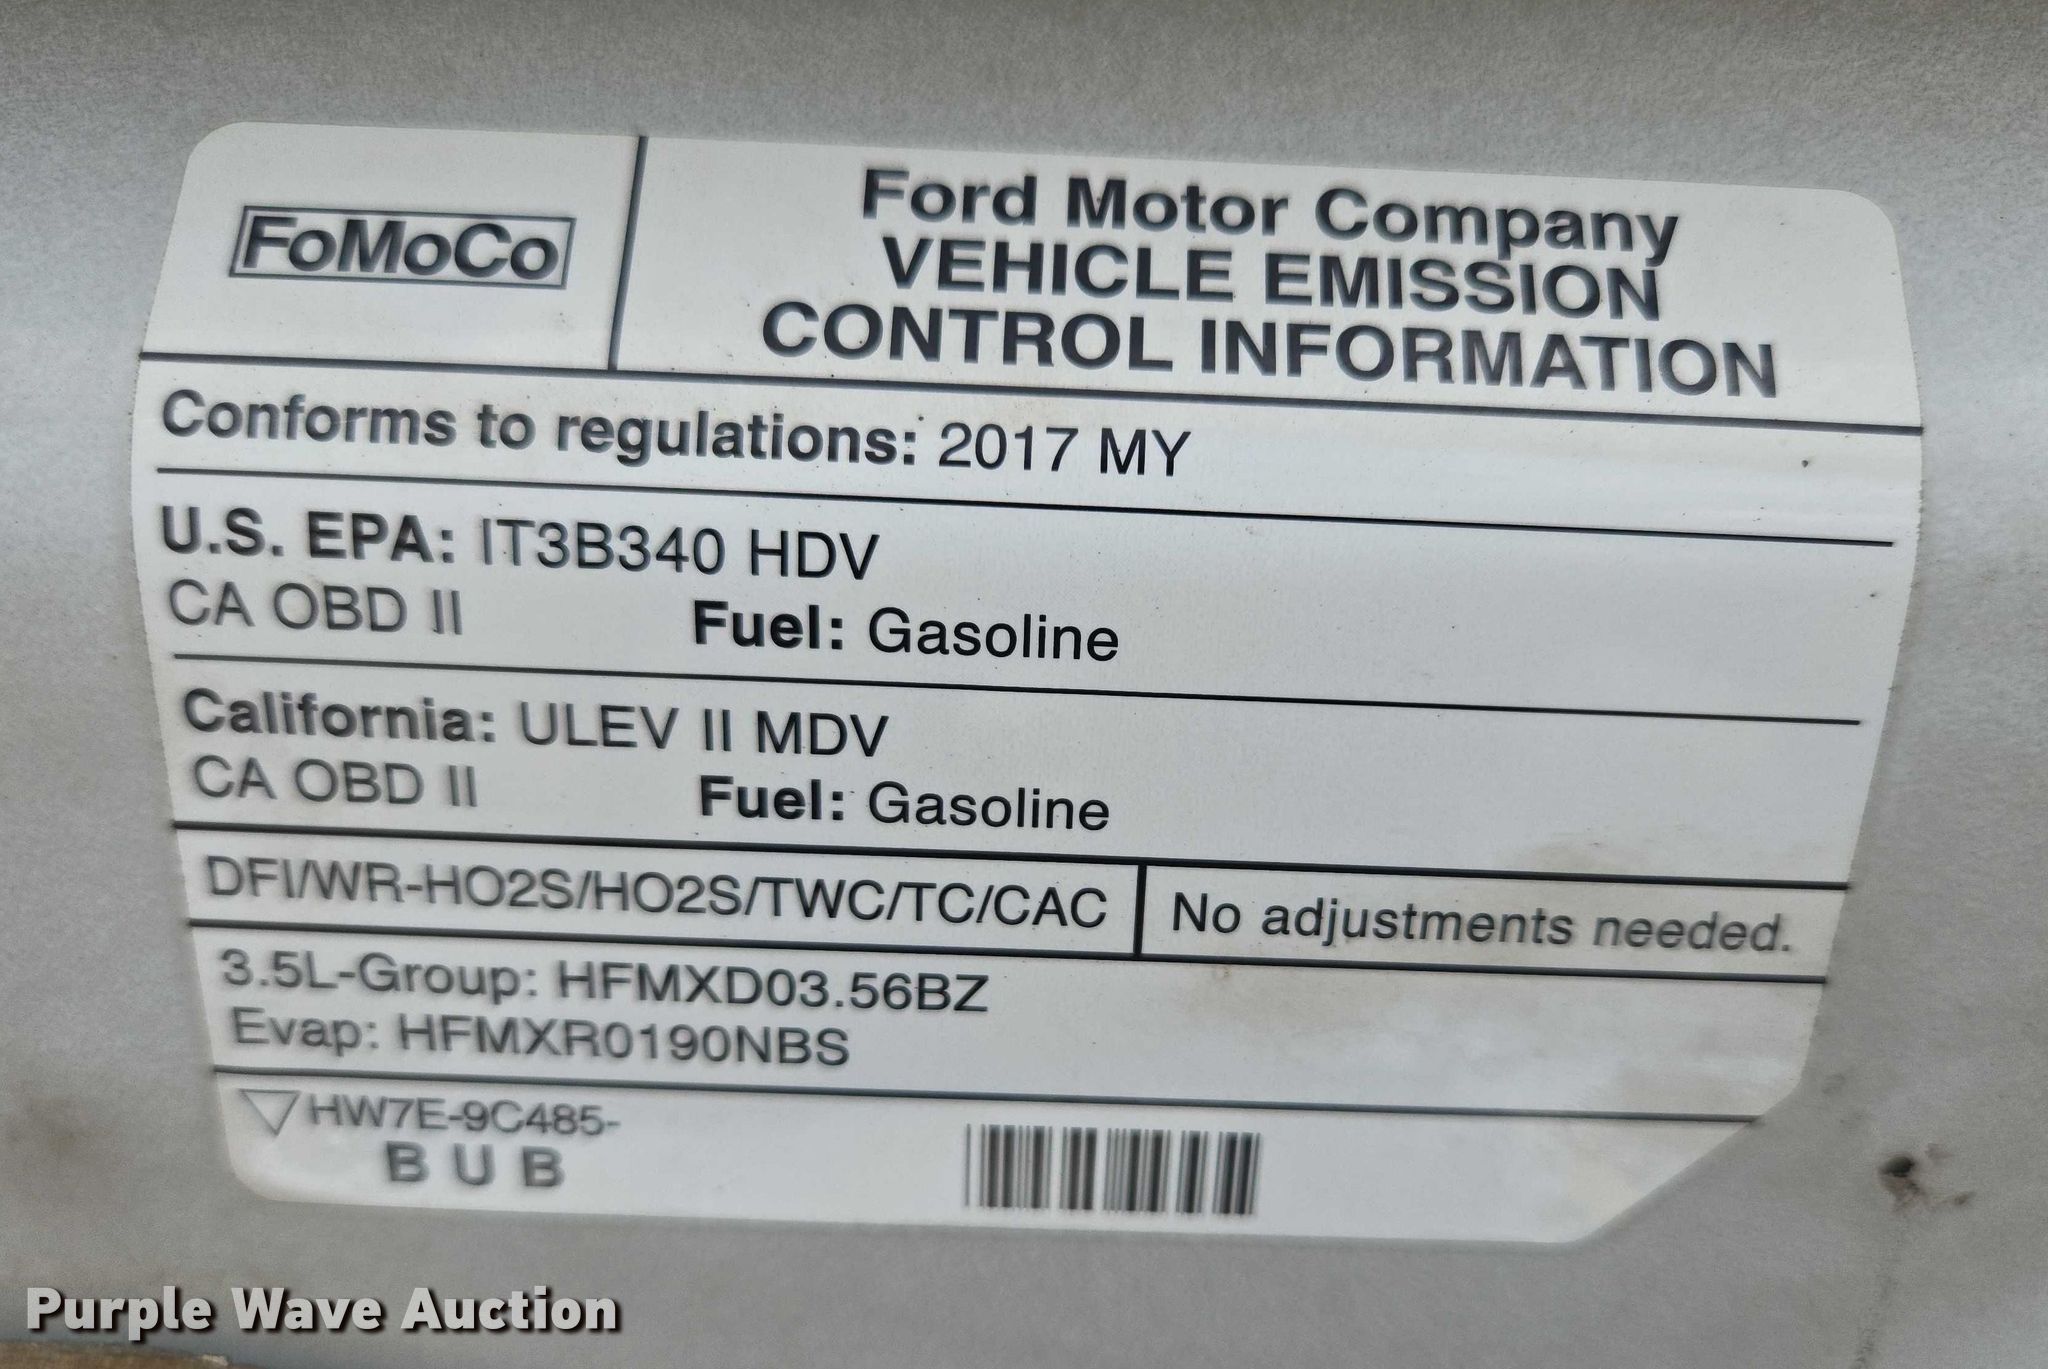 FoMoCo
Ford Motor Company
VEHICLE EMISSION
CONTROL INFORMATION
Conforms to regulations: 2017 MY
U.S. EPA: IT3B340 HDV
CA OBD II Fuel: Gasoline
California: ULEV II MDV
CA OBD II Fuel: Gasoline
DFI/WR-HO2S/HO2S/TWC/TC/CAC
No adjustments needed.
3.5L-Group: HFMXD03.56BZ
Evap: HFMXR0190NBS
HW7E-9C485-
B U B
Purple Wave Auction